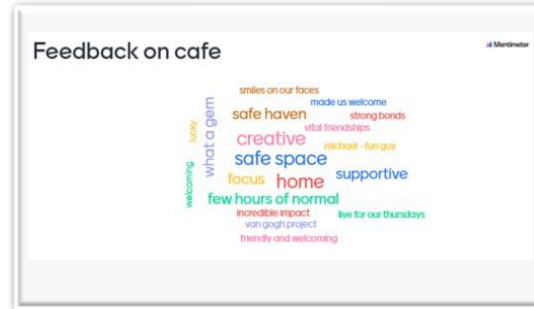 Feedback on cafe
Mentimeter
smiles on our faces
made us welcome
safe haven
strong bonds
vital friendships
lucky
what a gem
creative
michael - fun guy
safe space
supportive
welcoming
focus
home
few hours of normal
incredible impact
live for our thursdays
van gogh project
friendly and welcoming